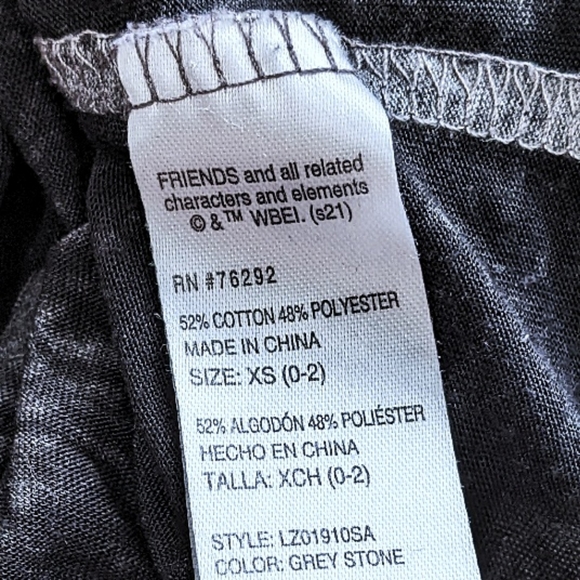 FRIENDS and all related
characters and elements
© & ™ WBEI. (s21)
RN #76292
52% COTTON 48% POLYESTER
MADE IN CHINA
SIZE: XS (0-2)
52% ALGODÓN 48% POLIÉSTER
HECHO EN CHINA
TALLA: XCH (0-2)
STYLE: LZ01910SA
COLOR: GREY STONE